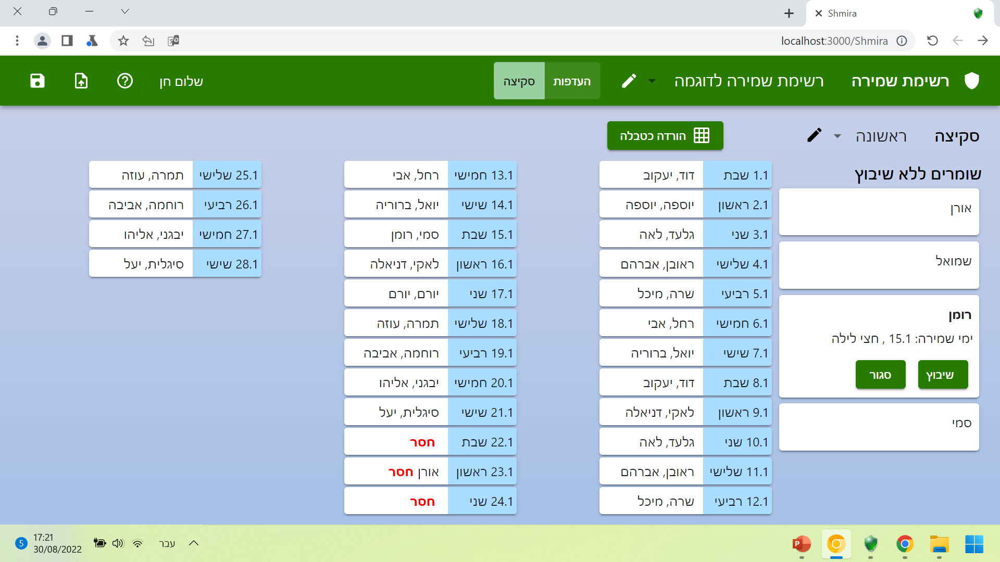 Shmira
localhost:3000/Shmira
רשימת שמירה
רשימת שמירה לדוגמה
העדפות
סקיצה
שלום חן
סקיצה
ראשונה
הורדה כטבלה
שומרים ללא שיבוץ
אורן
שמואל
רומן
ימי שמירה: 15.1 , חצי לילה
שיבוץ
סגור
סמי
1.1 שבת
דוד, יעקוב
2.1 ראשון
יוספה, יוספה
3.1 שני
גלעד, לאה
4.1 שלישי
ראובן, אברהם
5.1 רביעי
שרה, מיכל
6.1 חמישי
רחל, אבי
7.1 שישי
יואל, ברוריה
8.1 שבת
דוד, יעקוב
9.1 ראשון
לאקי, דניאלה
10.1 שני
גלעד, לאה
11.1 שלישי
ראובן, אברהם
12.1 רביעי
שרה, מיכל
13.1 חמישי
רחל, אבי
14.1 שישי
יואל, ברוריה
15.1 שבת
סמי, רומן
16.1 ראשון
לאקי, דניאלה
17.1 שני
יורם, יורם
18.1 שלישי
תמרה, עוזה
19.1 רביעי
רוחמה, אביבה
20.1 חמישי
יבגני, אליהו
21.1 שישי
סיגלית, יעל
22.1 שבת
חסר
23.1 ראשון
אורן חסר
24.1 שני
חסר
25.1 שלישי
תמרה, עוזה
26.1 רביעי
רוחמה, אביבה
27.1 חמישי
יבגני, אליהו
28.1 שישי
סיגלית, יעל
P
עבר
17:21
30/08/2022
5